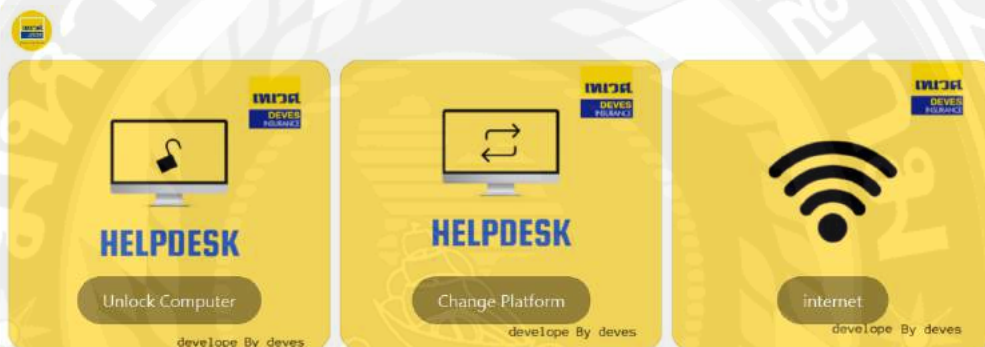 เทเวศ
DEVES
INSURANCE
HELPDESK
Unlock Computer
develope By deves
เทเวศ
DEVES
INSURANCE
HELPDESK
Change Platform
develope By deves
เทเวศ
DEVES
INSURANCE
internet
develope By deves